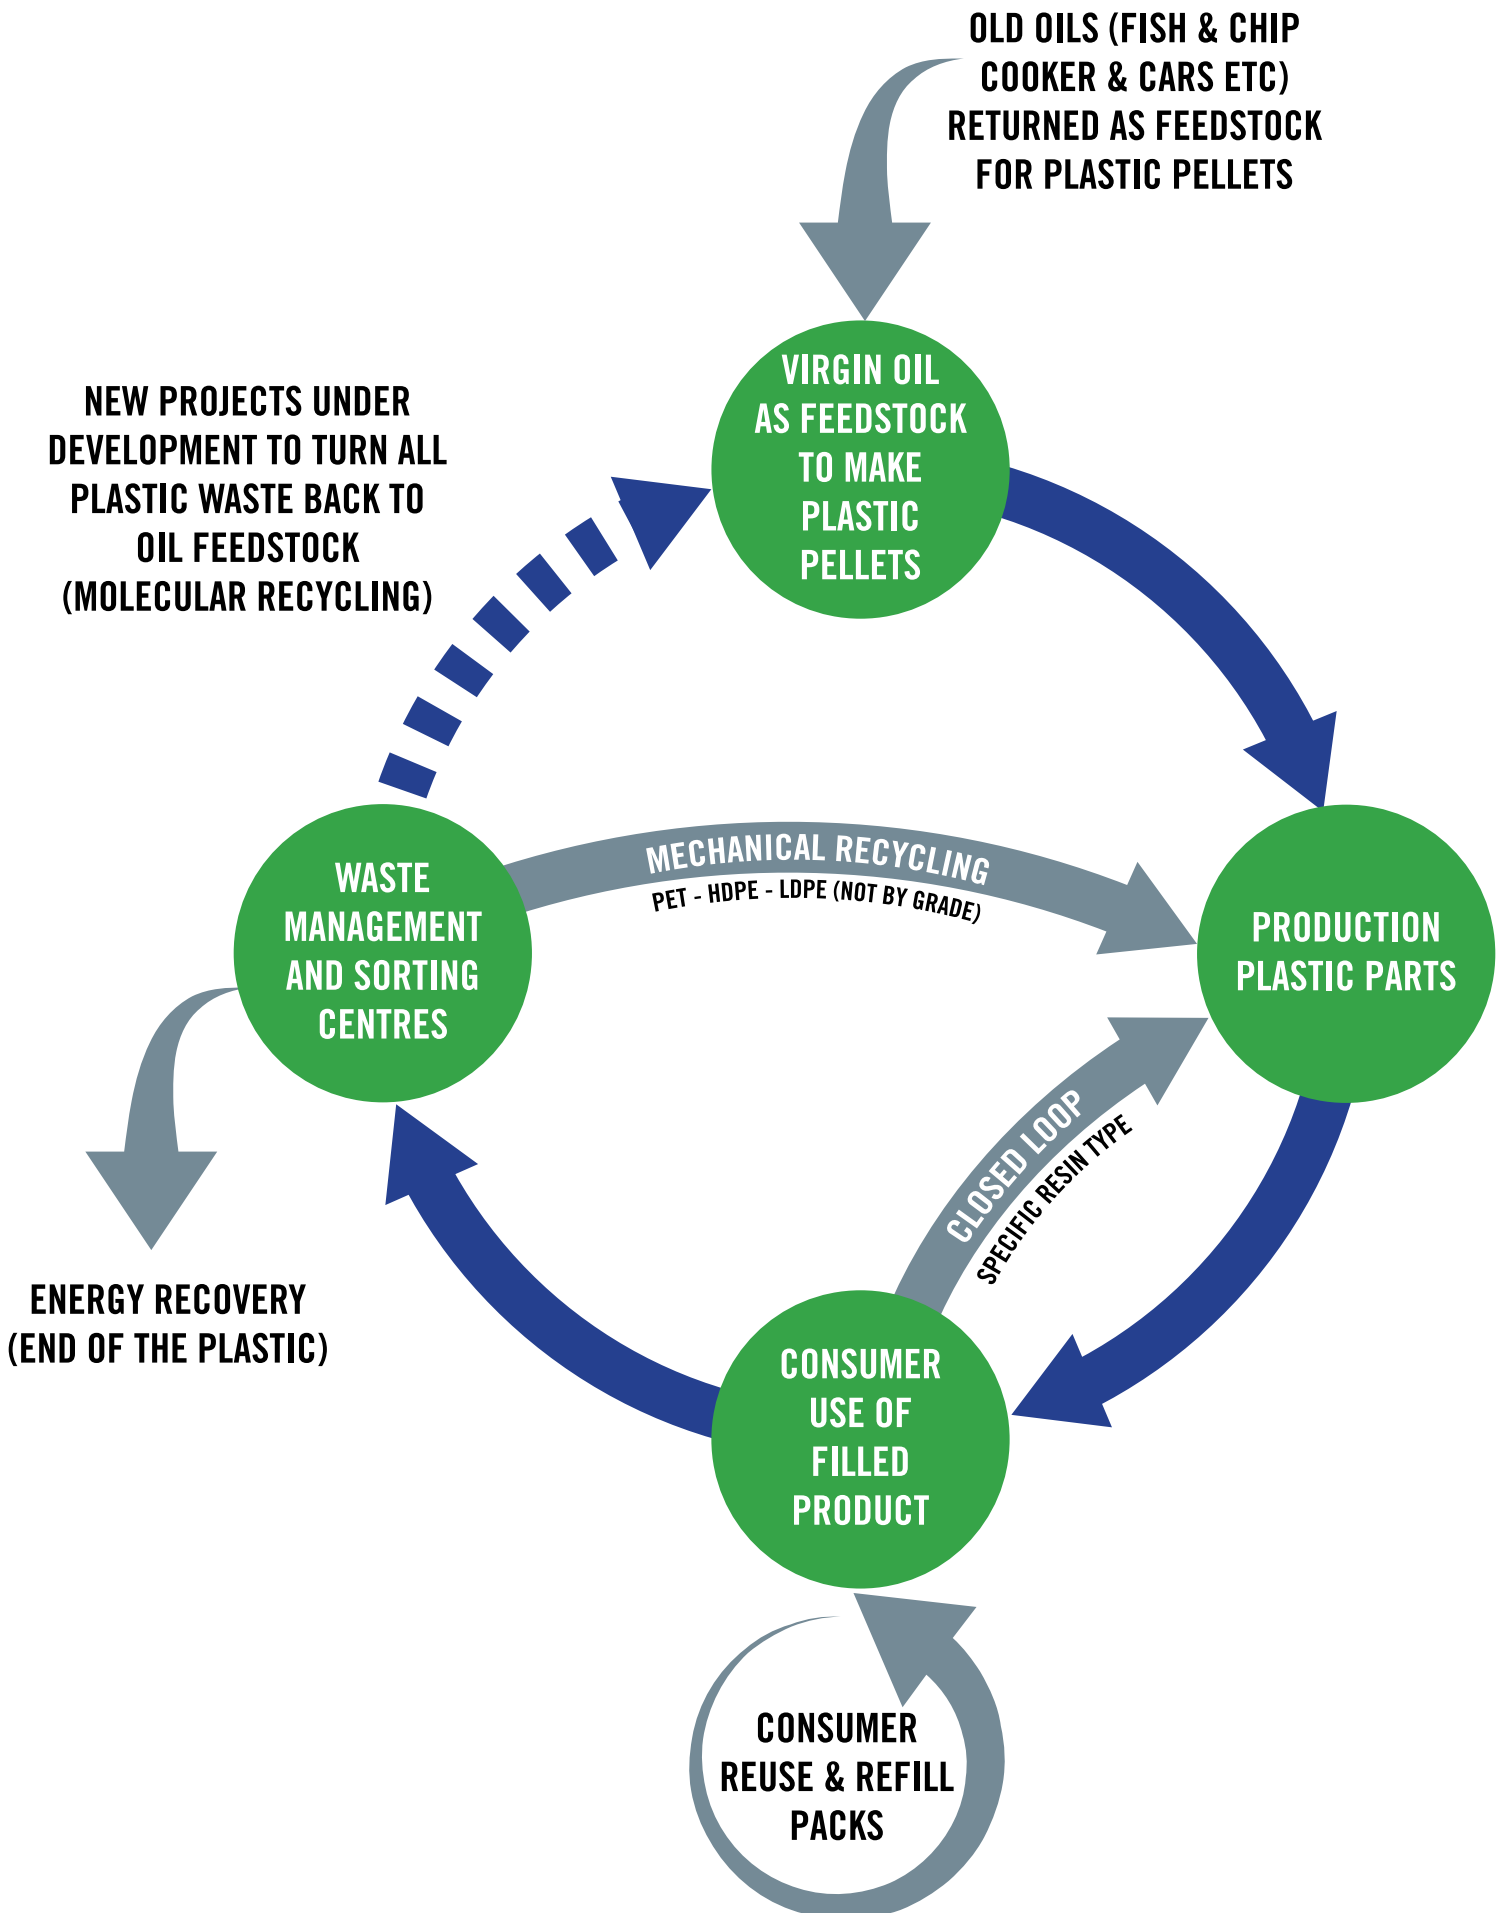 OLD OILS (FISH & CHIP
COOKER & CARS ETC)
RETURNED AS FEEDSTOCK
FOR PLASTIC PELLETS
VIRGIN OIL
AS FEEDSTOCK
TO MAKE
PLASTIC
PELLETS
NEW PROJECTS UNDER
DEVELOPMENT TO TURN ALL
PLASTIC WASTE BACK TO
OIL FEEDSTOCK
(MOLECULAR RECYCLING)
MECHANICAL RECYCLING
PET - HDPE - LDPE (NOT BY GRADE)
WASTE
MANAGEMENT
AND SORTING
CENTRES
PRODUCTION
PLASTIC PARTS
CLOSED LOOP
SPECIFIC RESIN TYPE
ENERGY RECOVERY
(END OF THE PLASTIC)
CONSUMER
USE OF
FILLED
PRODUCT
CONSUMER
REUSE & REFILL
PACKS